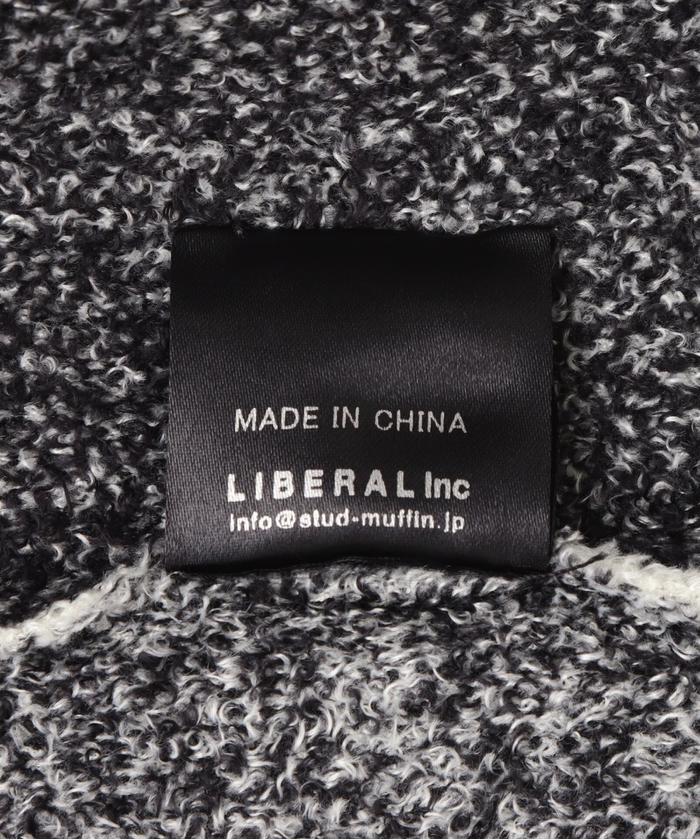 MADE IN CHINA
LIBERAL Inc
info@stud-muffin.jp